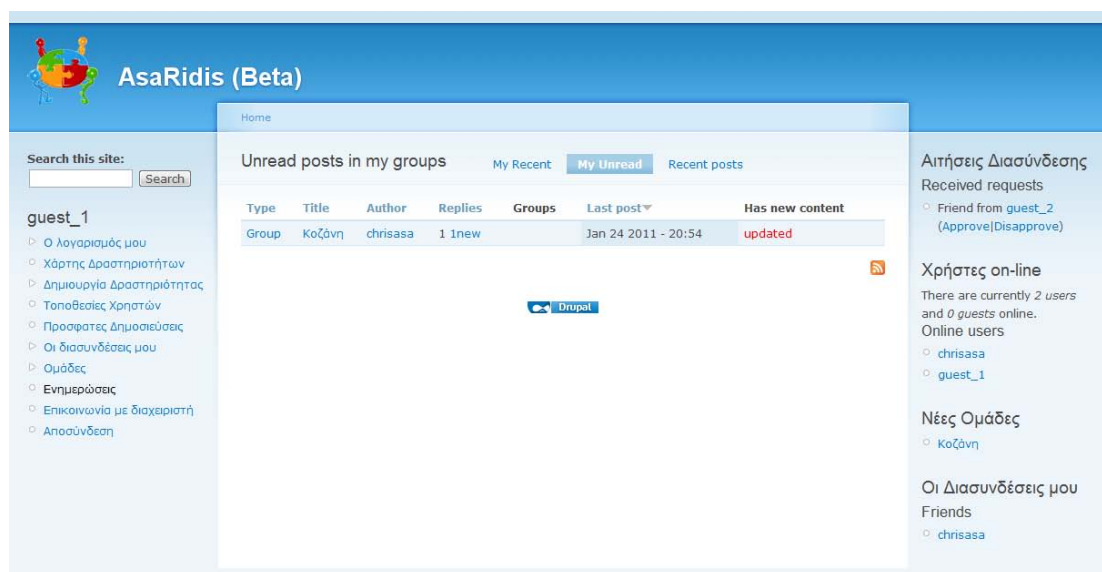 AsaRidis (Beta)
Home
Search this site:
Search
guest_1
Ο λογαρισμός μου
Χάρτης Δραστηριοτήτων
Δημιουργία Δραστηριότητας
Τοποθεσίες Χρηστών
Προσφατες Δημοσιεύσεις
Οι διασυνδέσεις μου
Ομάδες
Ενημερώσεις
Επικοινωνία με διαχειριστή
Αποσύνδεση
Unread posts in my groups
My Recent My Unread Recent posts
Type Title Author Replies Groups Last post Has new content
Group Κοζάνη chrisasa 1 1new Jan 24 2011 - 20:54 updated
Drupal
Αιτήσεις Διασύνδεσης
Received requests
Friend from guest_2
(Approve|Disapprove)
Χρήστες on-line
There are currently 2 users
and 0 guests online.
Online users
chrisasa
guest_1
Νέες Ομάδες
Κοζάνη
Οι Διασυνδέσεις μου
Friends
chrisasa